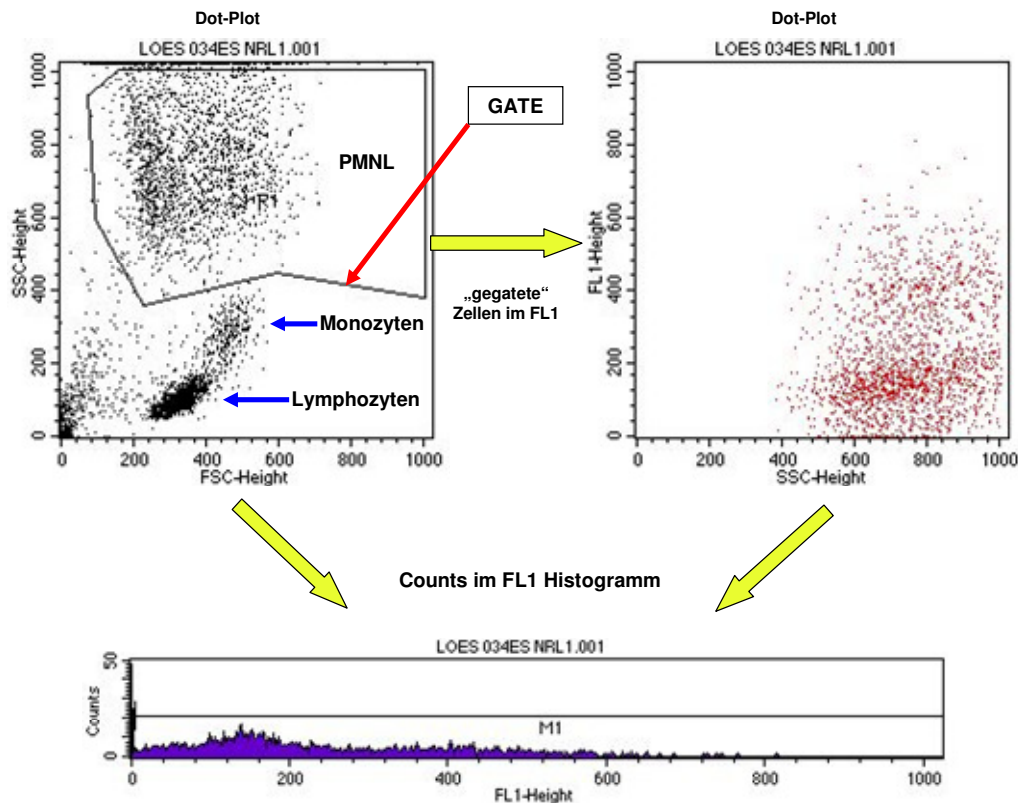 Dot-Plot
LOES 034ES NRL1.001
SSC-Height
1000
800
600
400
200
0
PMNL
Monozyten
Lymphozyten
0 200 400 600 800 1000
FSC-Height
GATE
„gegatete“
Zellen im FL1
Dot-Plot
LOES 034ES NRL1.001
FL1-Height
1000
800
600
400
200
0
0 200 400 600 800 1000
SSC-Height
Counts im FL1 Histogramm
LOES 034ES NRL1.001
Counts
50
0
M1
0 200 400 600 800 1000
FL1-Height